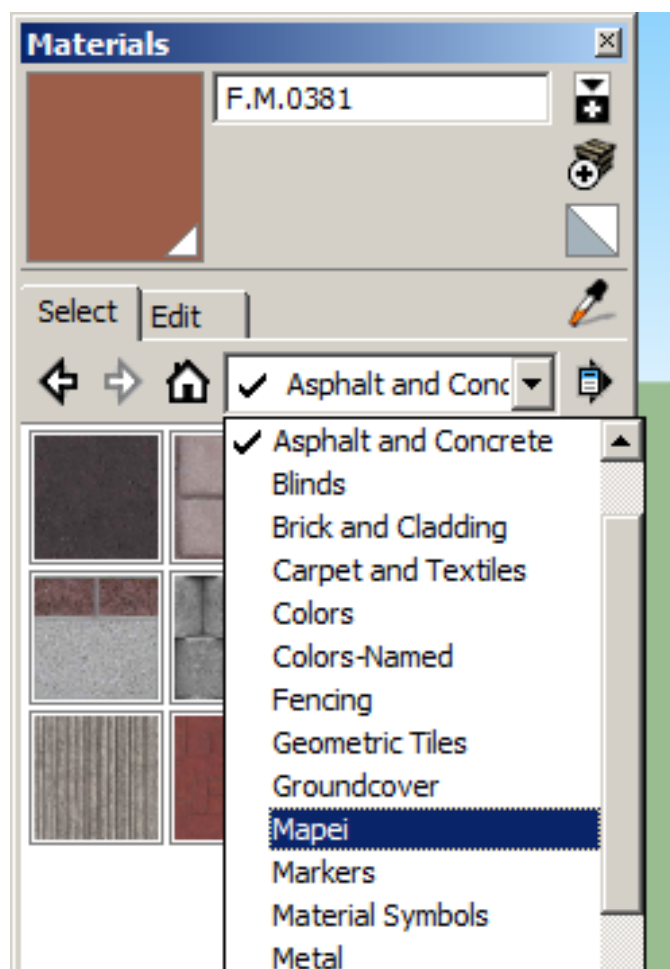 Materials
F.M.0381
Select
Edit
Asphalt and Conc
Asphalt and Concrete
Blinds
Brick and Cladding
Carpet and Textiles
Colors
Colors-Named
Fencing
Geometric Tiles
Groundcover
Mapei
Markers
Material Symbols
Metal